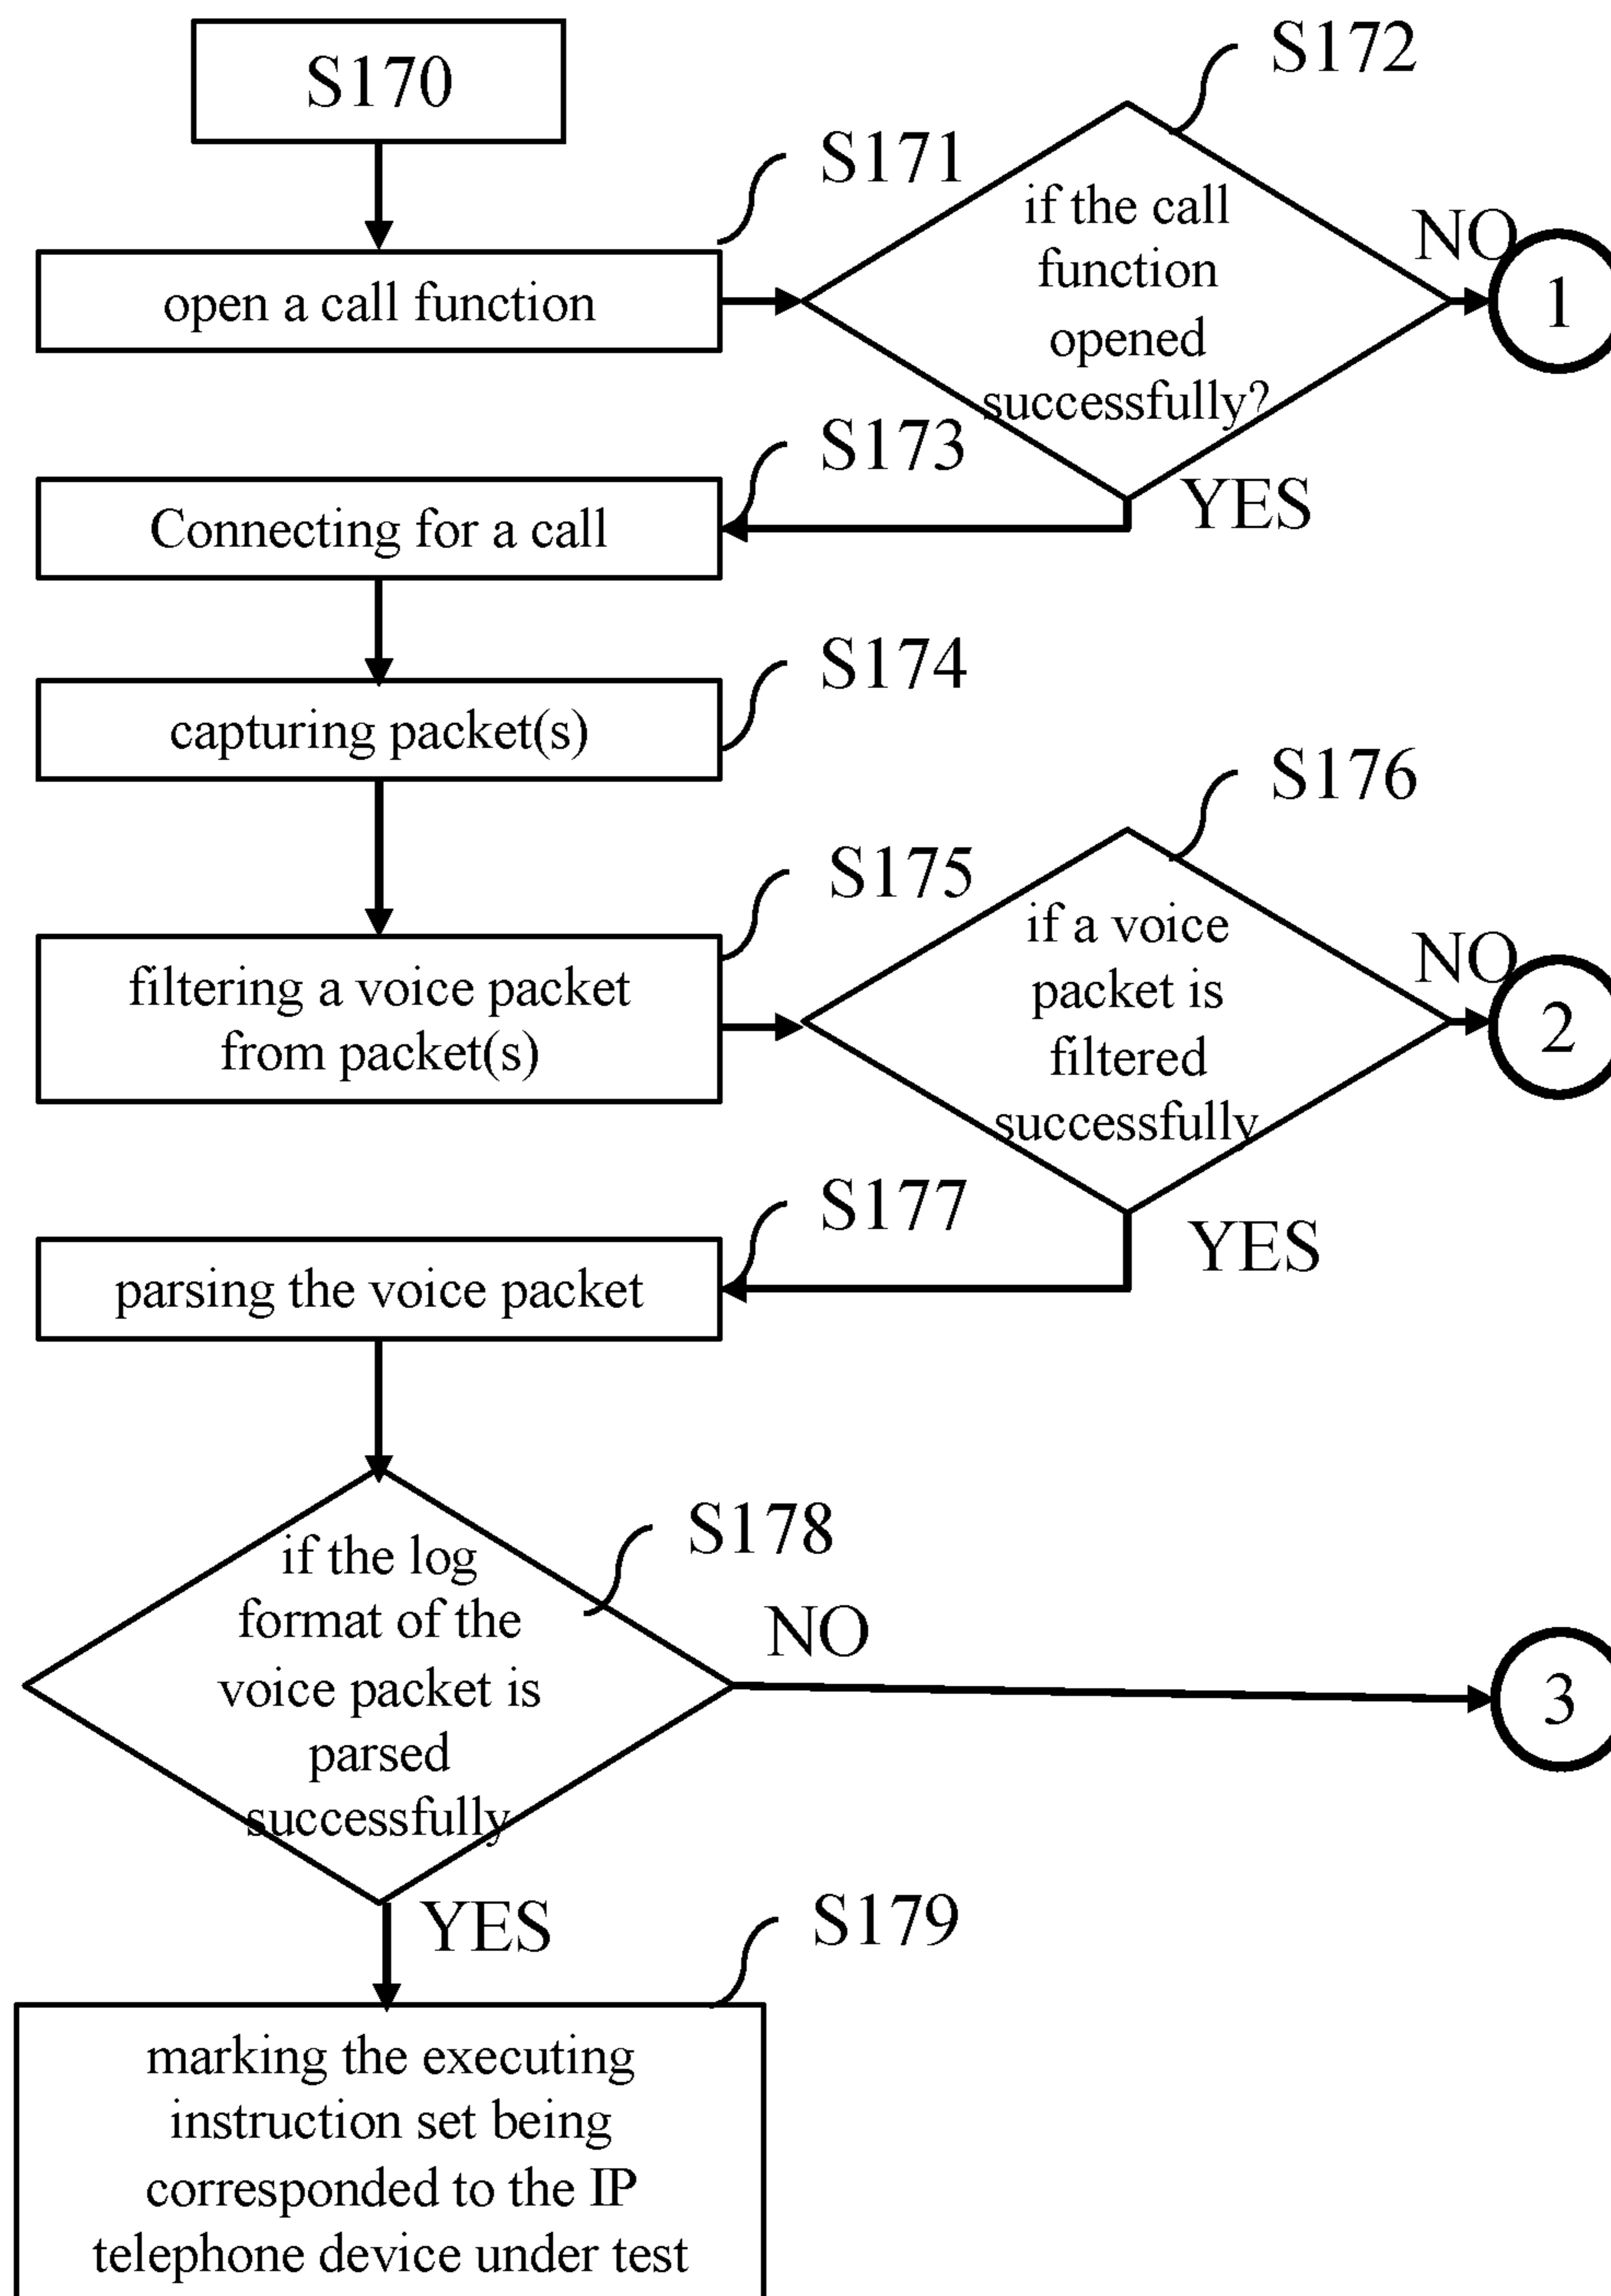 S170
S171
open a call function
S172
if the call
function
opened
successfully?
NO
1
YES
S173
Connecting for a call
S174
capturing packet(s)
S175
filtering a voice packet
from packet(s)
S176
if a voice
packet is
filtered
successfully
NO
2
YES
S177
parsing the voice packet
S178
if the log
format of the
voice packet is
parsed
successfully
NO
3
YES
S179
marking the executing
instruction set being
corresponded to the IP
telephone device under test